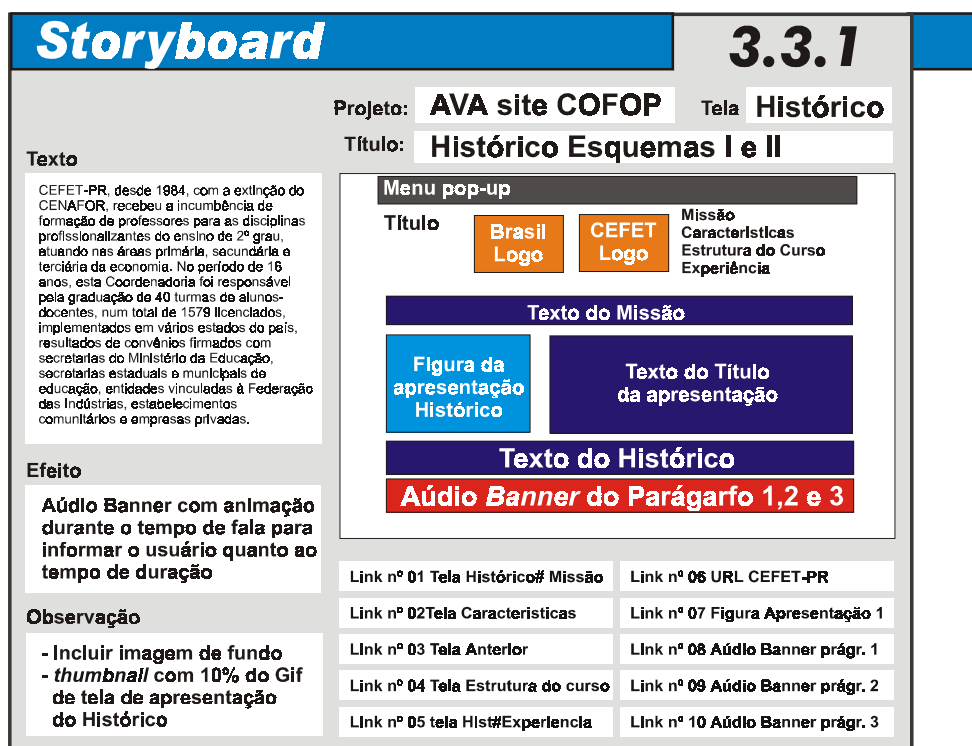 Storyboard
3.3.1
Projeto: AVA site COFOP Tela Histórico
Título: Histórico Esquemas I e II
Texto
CEFET-PR, desde 1984, com a extinção do
CENAFOR, recebeu a incumbência de
formação de professores para as disciplinas
profissionalizantes do ensino de 2º grau,
atuando nas áreas primária, secundária e
terciária da economia. No período de 16
anos, esta Coordenadoria foi responsável
pela graduação de 40 turmas de alunos-
docentes, num total de 1579 licenciados,
implementados em vários estados do país,
resultados de convênios firmados com
secretarias do Ministério da Educação,
secretarias estaduais e municipais de
educação, entidades vinculadas à Federação
das Indústrias, estabelecimentos
comunitários e empresas privadas.
Efeito
Aúdio Banner com animação
durante o tempo de fala para
informar o usuário quanto ao
tempo de duração
Observação
- Incluir imagem de fundo
- thumbnail com 10% do Gif
de tela de apresentação
do Histórico
Menu pop-up
Título
Brasil
Logo
CEFET
Logo
Missão
Caracteristicas
Estrutura do Curso
Experiência
Texto do Missão
Figura da
apresentação
Histórico
Texto do Título
da apresentação
Texto do Histórico
Aúdio Banner do Parágarfo 1,2 e 3
Link nº 01 Tela Histórico# Missão
Link nº 02Tela Caracteristicas
Link nº 03 Tela Anterior
Link nº 04 Tela Estrutura do curso
Link nº 05 tela Hist#Experiencia
Link nº 06 URL CEFET-PR
Link nº 07 Figura Apresentação 1
Link nº 08 Aúdio Banner prágr. 1
Link nº 09 Aúdio Banner prágr. 2
Link nº 10 Aúdio Banner prágr. 3